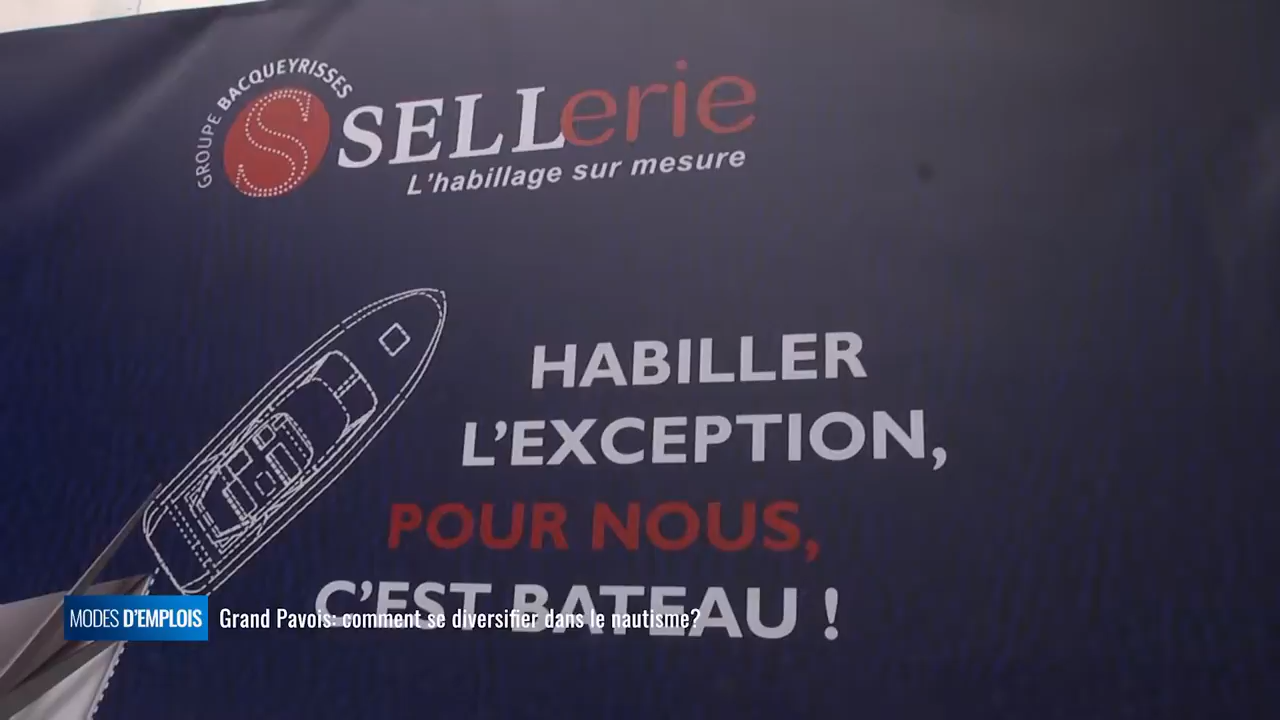 GROUPE BACQUEYRISSES
S SELLerie
L'habillage sur mesure
HABILLER
L'EXCEPTION,
POUR NOUS,
C'EST BATEAU !
MODES D'EMPLOIS Grand Pavois: comment se diversifier dans le nautisme?